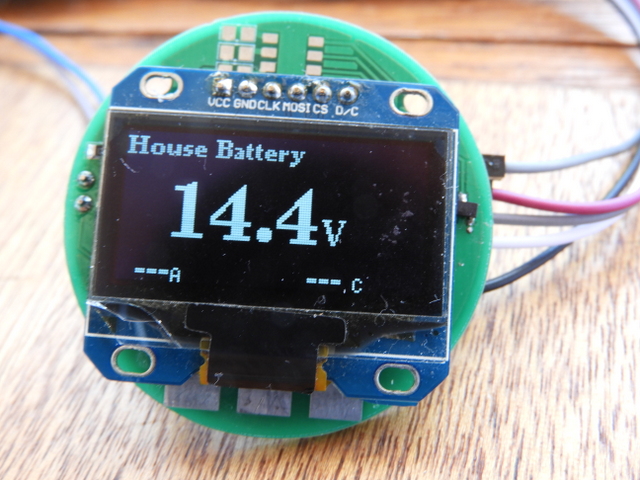 VCC GND CLK MOSI CS D/C
House Battery
14.4V
---A ---.C